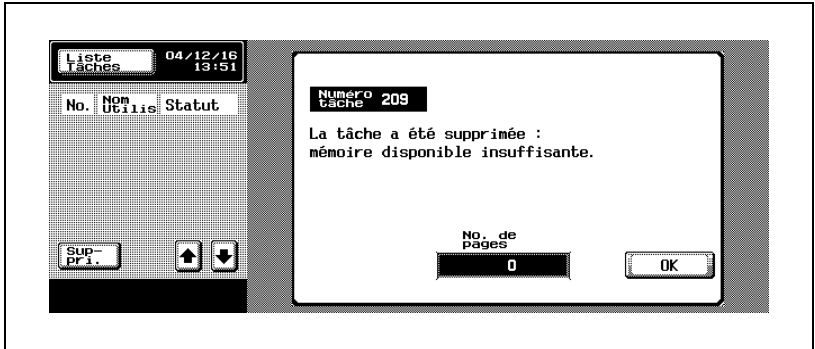 Liste
Tâches
04/12/16
13:51
No. Nom Utilis Statut
Sup-
pri.
Numéro
tâche 209
La tâche a été supprimée :
mémoire disponible insuffisante.
No. de
pages
0
OK